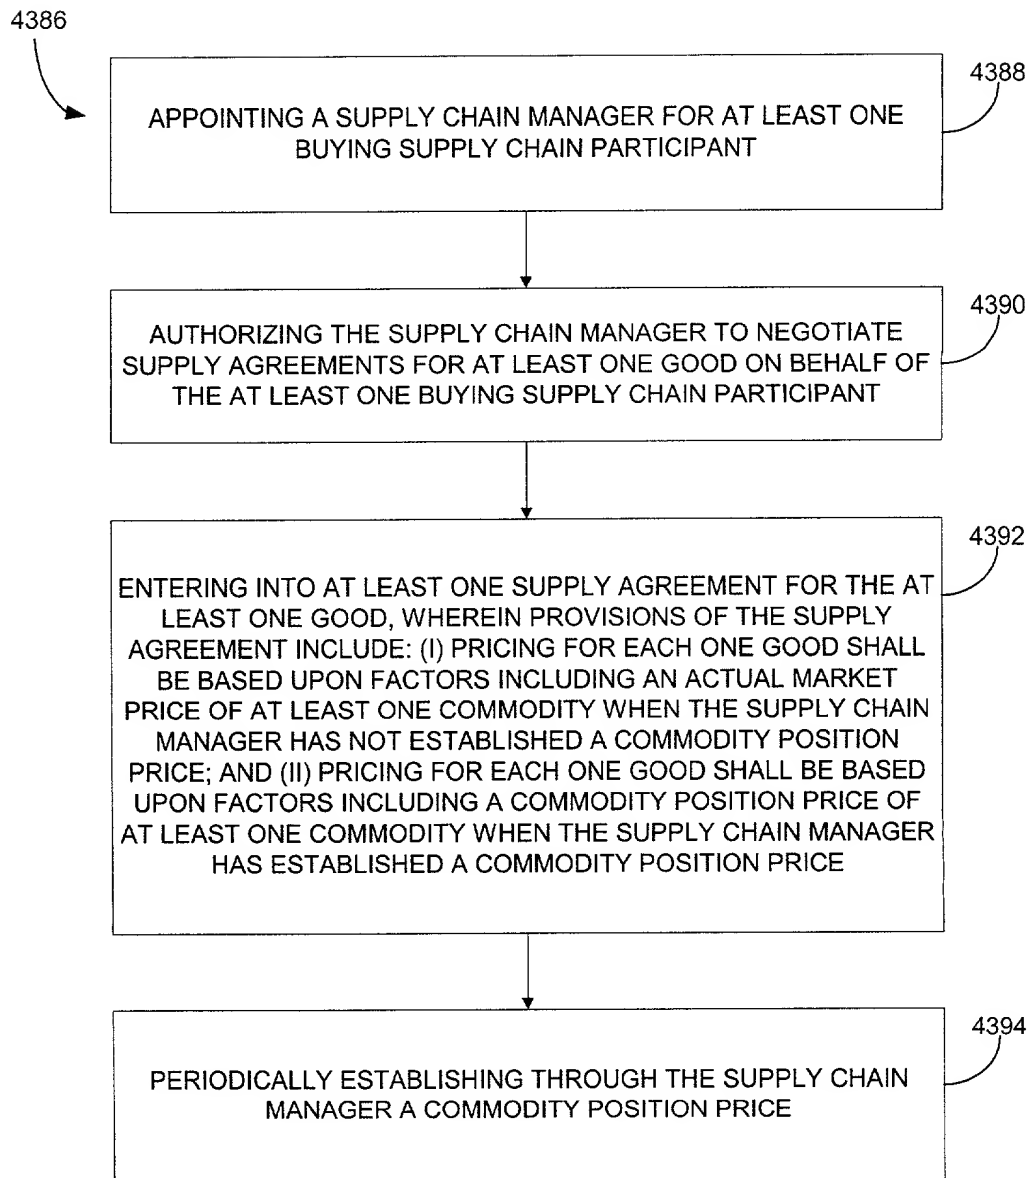 4386
4388
APPOINTING A SUPPLY CHAIN MANAGER FOR AT LEAST ONE
BUYING SUPPLY CHAIN PARTICIPANT
4390
AUTHORIZING THE SUPPLY CHAIN MANAGER TO NEGOTIATE
SUPPLY AGREEMENTS FOR AT LEAST ONE GOOD ON BEHALF OF
THE AT LEAST ONE BUYING SUPPLY CHAIN PARTICIPANT
4392
ENTERING INTO AT LEAST ONE SUPPLY AGREEMENT FOR THE AT
LEAST ONE GOOD, WHEREIN PROVISIONS OF THE SUPPLY
AGREEMENT INCLUDE: (I) PRICING FOR EACH ONE GOOD SHALL
BE BASED UPON FACTORS INCLUDING AN ACTUAL MARKET
PRICE OF AT LEAST ONE COMMODITY WHEN THE SUPPLY CHAIN
MANAGER HAS NOT ESTABLISHED A COMMODITY POSITION
PRICE; AND (II) PRICING FOR EACH ONE GOOD SHALL BE BASED
UPON FACTORS INCLUDING A COMMODITY POSITION PRICE OF
AT LEAST ONE COMMODITY WHEN THE SUPPLY CHAIN MANAGER
HAS ESTABLISHED A COMMODITY POSITION PRICE
4394
PERIODICALLY ESTABLISHING THROUGH THE SUPPLY CHAIN
MANAGER A COMMODITY POSITION PRICE